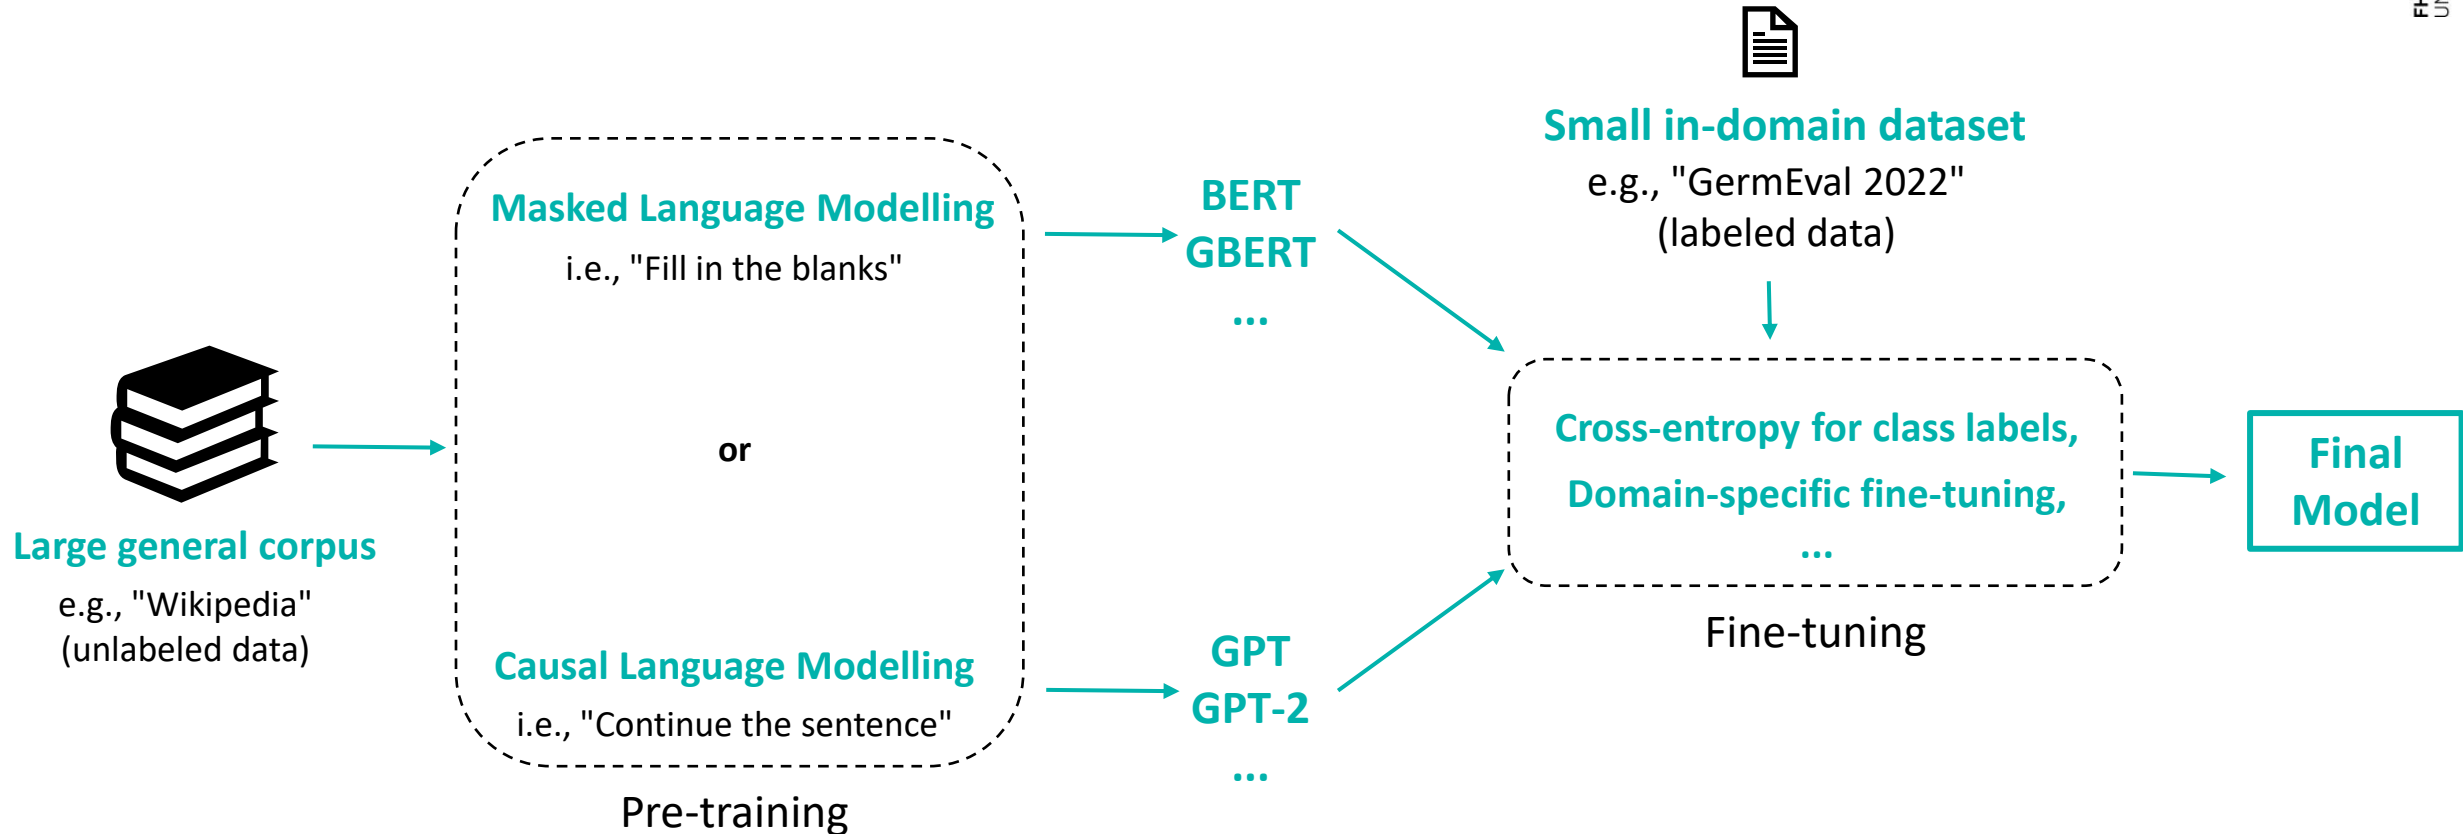 Large general corpus
e.g., "Wikipedia"
(unlabeled data)
Masked Language Modelling
i.e., "Fill in the blanks"
or
Causal Language Modelling
i.e., "Continue the sentence"
Pre-training
BERT
GBERT
...
GPT
GPT-2
...
Small in-domain dataset
e.g., "GermEval 2022"
(labeled data)
Cross-entropy for class labels,
Domain-specific fine-tuning,
...
Fine-tuning
Final
Model